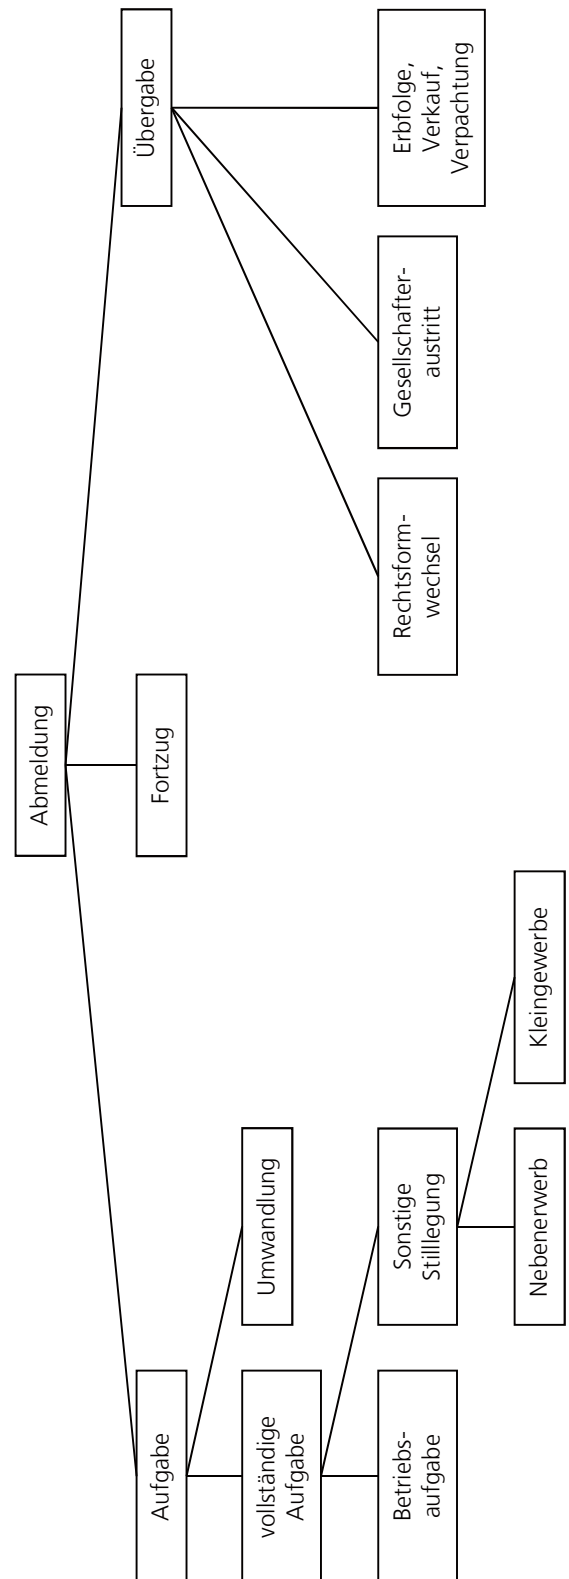 Abmeldung
Aufgabe
Fortzug
Übergabe
vollständige
Aufgabe
Umwandlung
Betriebs-
aufgabe
Sonstige
Stilllegung
Rechtsform-
wechsel
Gesellschafter-
austritt
Erbfolge,
Verkauf,
Verpachtung
Nebenerwerb
Kleingewerbe